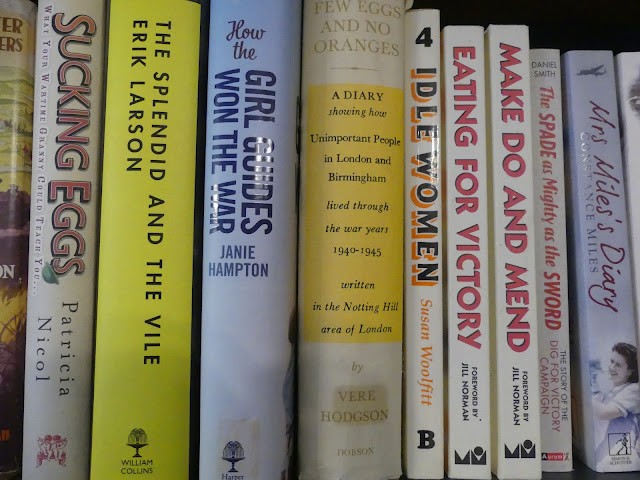 SUCKING EGGS
WHAT YOUR WARTIME GRANNY COULD TEACH YOU...
Patricia
Nicol
THE SPLENDID AND THE VILE
ERIK LARSON
WILLIAM
COLLINS
How
the
GIRL GUIDES
WON THE WAR
JANIE
HAMPTON
Harper
FEW EGGS
AND NO
ORANGES
A DIARY
showing how
Unimportant People
in London and
Birmingham
lived through
the war years
1940-1945
written
in the Notting Hill
area of London
by
VERE
HODGSON
DOBSON
4
IDLE WOMEN
Susan Woolfitt
B
EATING FOR VICTORY
FOREWORD BY
JILL NORMAN
MAKE DO AND MEND
FOREWORD BY
JILL NORMAN
DANIEL
SMITH
The SPADE as Mighty as the SWORD
THE STORY OF THE
DIG FOR VICTORY
CAMPAIGN
Aurum
Mrs Miles's Diary
CONSTANCE MILES